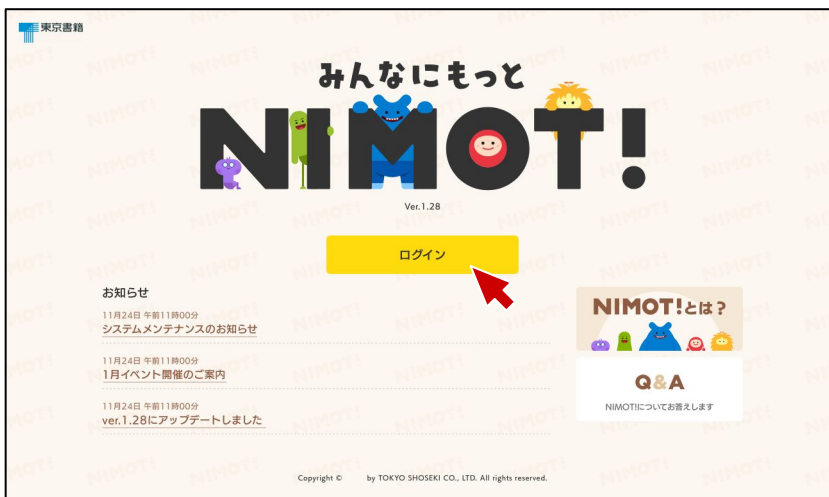 東京書籍
みんなにもっと
NIMOT!
Ver.1.28
ログイン
お知らせ
11月24日 午前11時00分
システムメンテナンスのお知らせ
11月24日 午前11時00分
1月イベント開催のご案内
11月24日 午前11時00分
ver.1.28にアップデートしました
NIMOT!とは?
Q&A
NIMOT!についてお答えします
Copyright © by TOKYO SHOSEKI CO., LTD. All rights reserved.